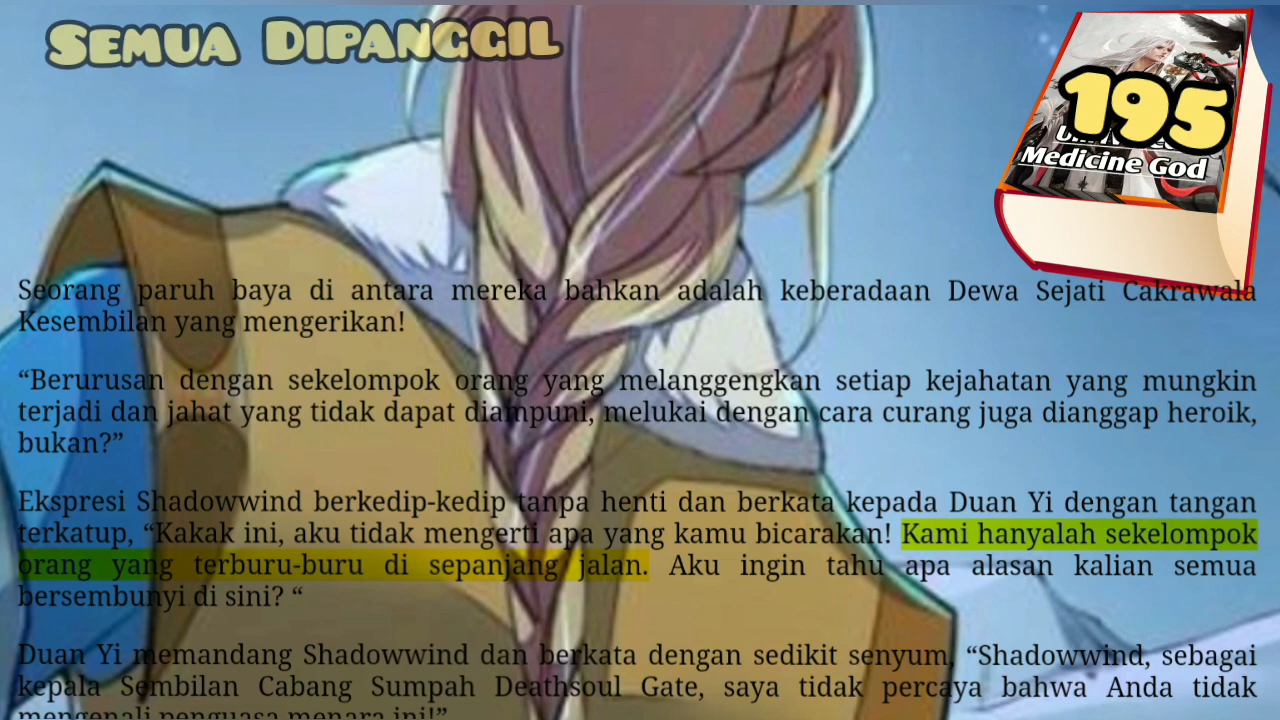 SEMUA DIPANGGIL
195
Medicine God
Seorang paruh baya di antara mereka bahkan adalah keberadaan Dewa Sejati Cakrawala
Kesembilan yang mengerikan!
“Berurusan dengan sekelompok orang yang melanggengkan setiap kejahatan yang mungkin
terjadi dan jahat yang tidak dapat diampuni, melukai dengan cara curang juga dianggap heroik,
bukan?”
Ekspresi Shadowwind berkedip-kedip tanpa henti dan berkata kepada Duan Yi dengan tangan
terkatup, “Kakak ini, aku tidak mengerti apa yang kamu bicarakan! Kami hanyalah sekelompok
orang yang terburu-buru di sepanjang jalan. Aku ingin tahu apa alasan kalian semua
bersembunyi di sini? “
Duan Yi memandang Shadowwind dan berkata dengan sedikit senyum, “Shadowwind, sebagai
kepala Sembilan Cabang Sumpah Deathsoul Gate, saya tidak percaya bahwa Anda tidak
mengenali penguasa menara ini!”